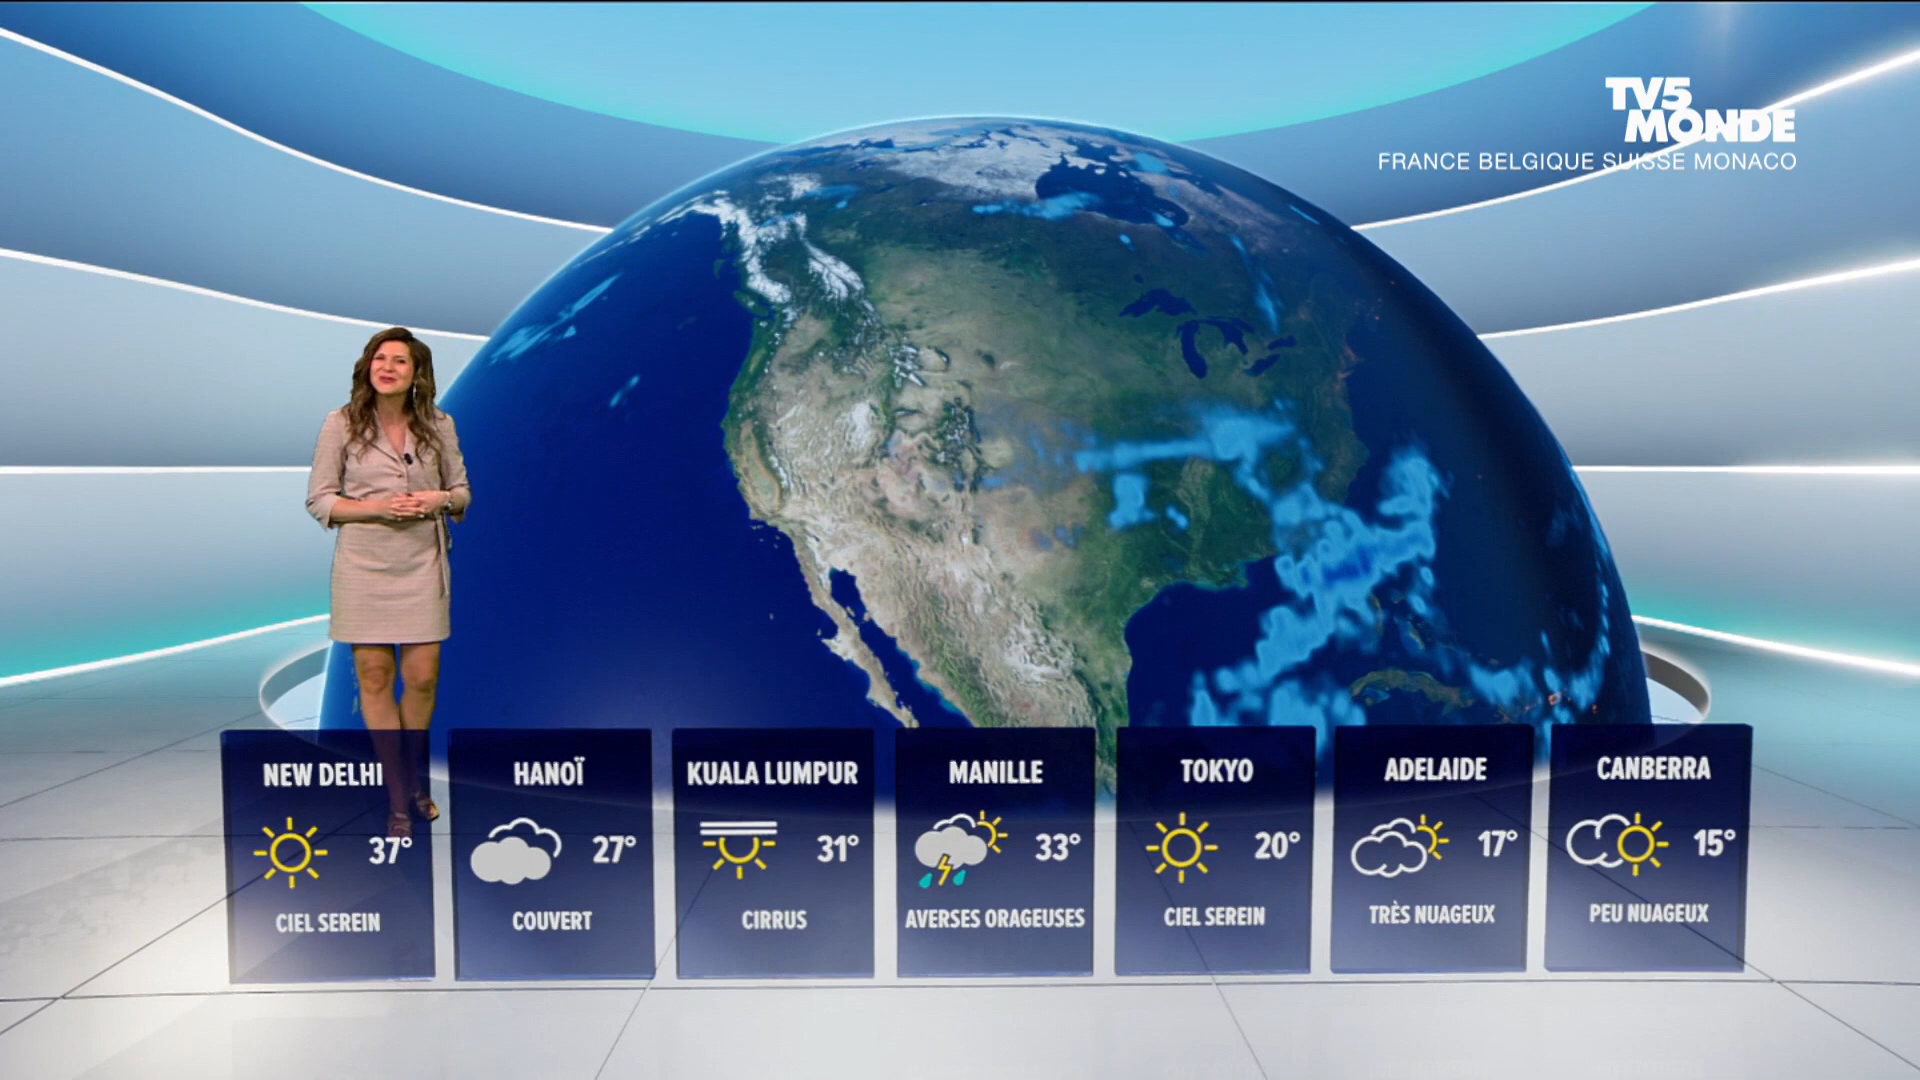 TV5
MONDE
FRANCE BELGIQUE SUISSE MONACO
NEW DELHI
37°
CIEL SEREIN
HANOÏ
27°
COUVERT
KUALA LUMPUR
31°
CIRRUS
MANILLE
33°
AVERSES ORAGEUSES
TOKYO
20°
CIEL SEREIN
ADELAIDE
17°
TRÈS NUAGEUX
CANBERRA
15°
PEU NUAGEUX